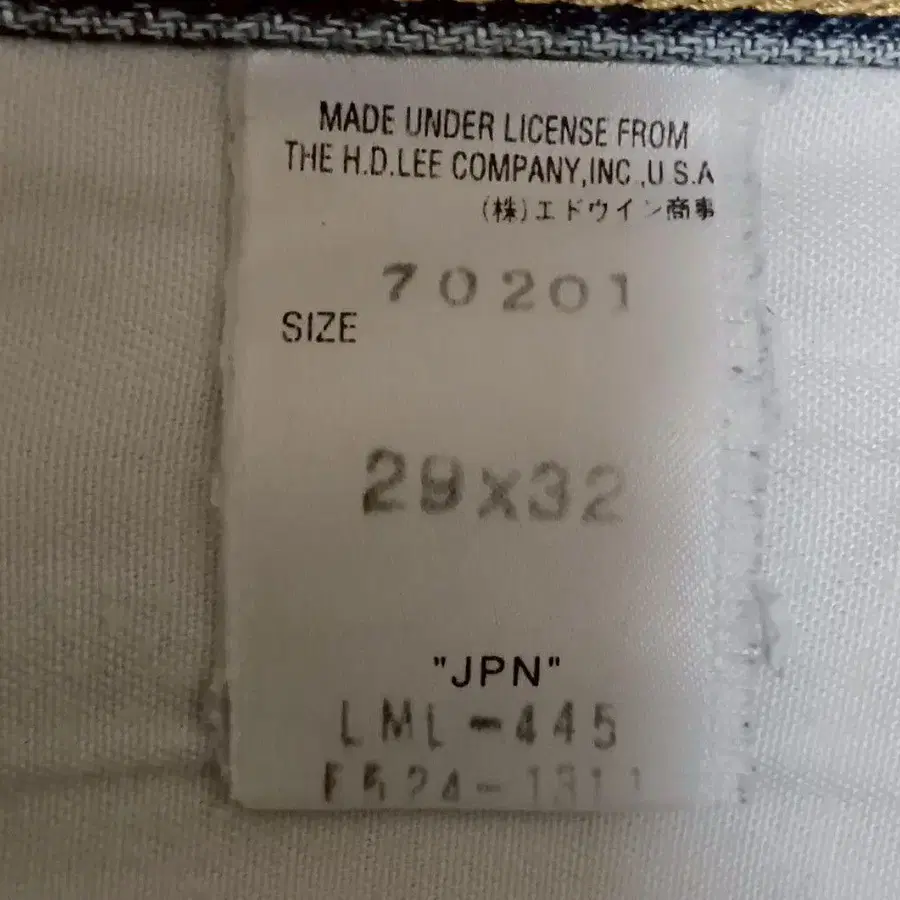 MADE UNDER LICENSE FROM
THE H.D.LEE COMPANY,INC.,U.S.A
(株)エドウイン商事
70201
SIZE
29x32
"JPN"
LML-445